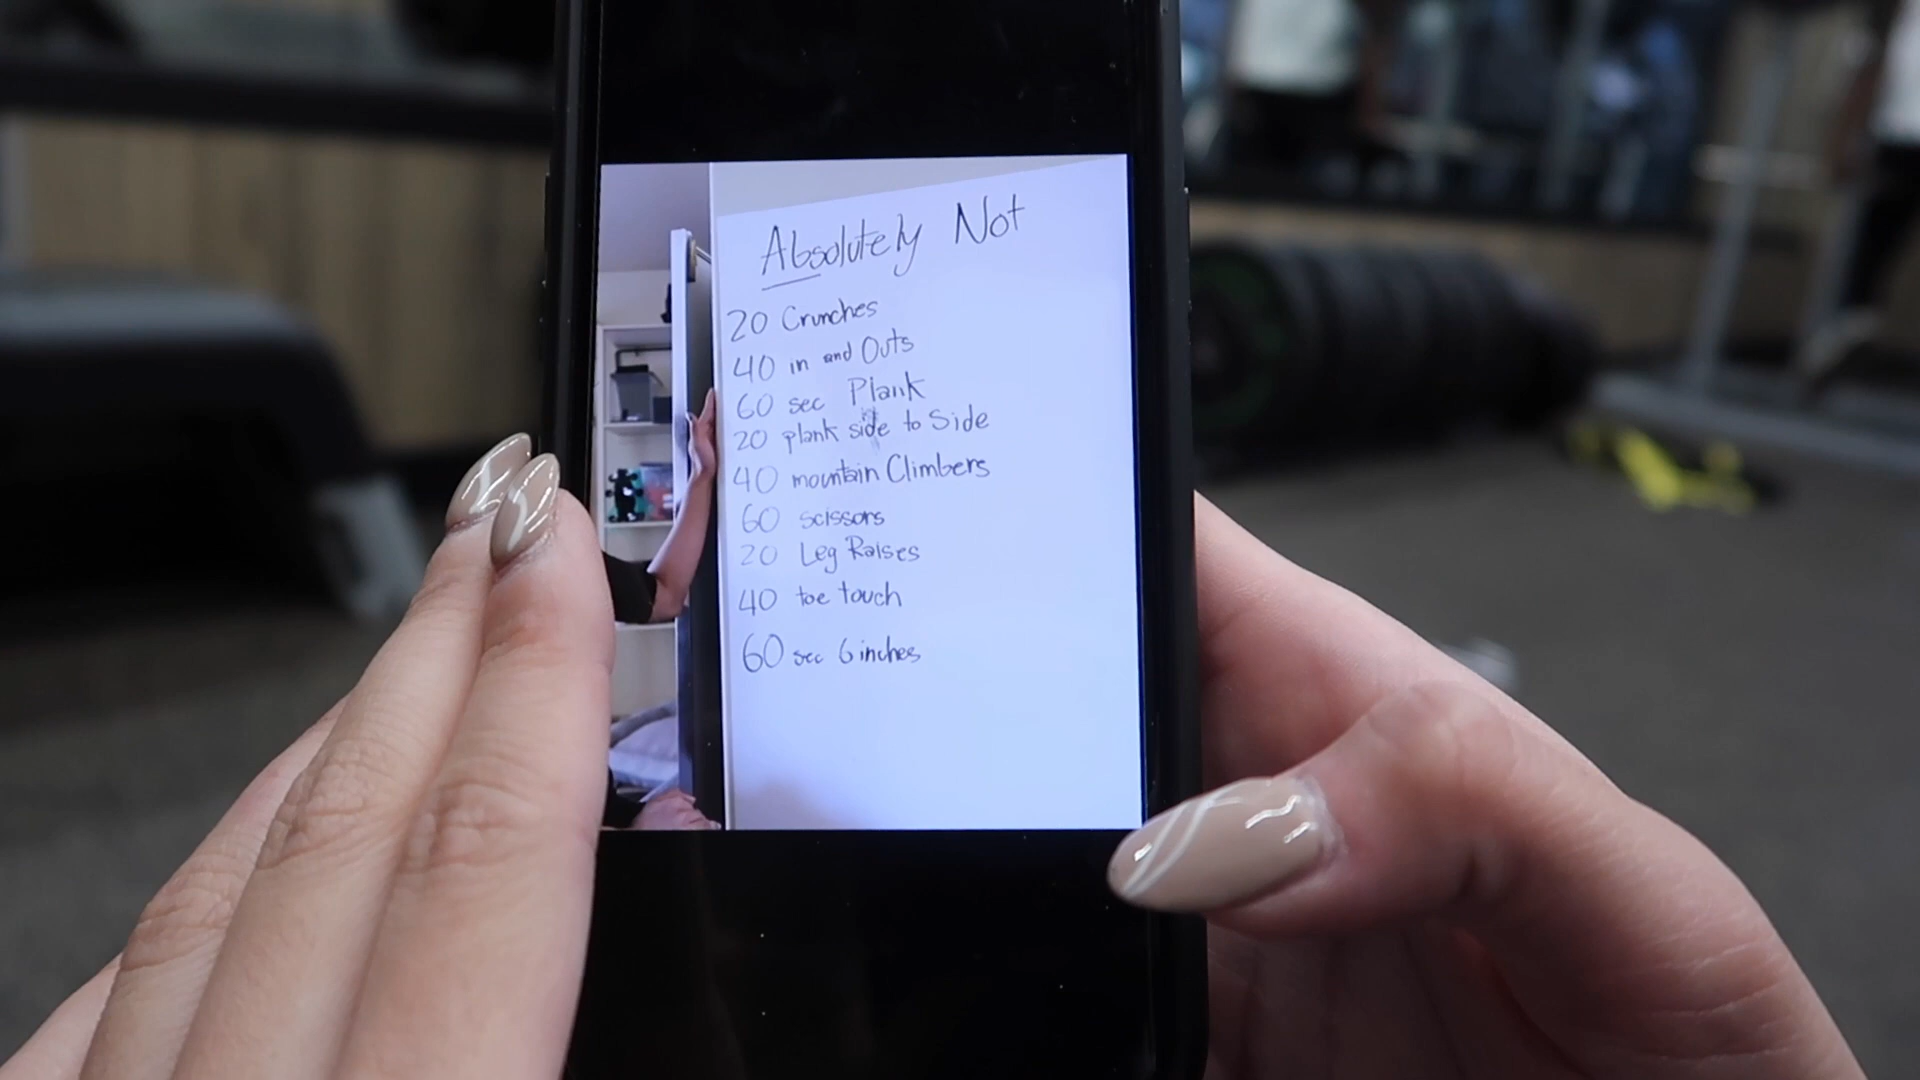 Absolutely Not
20 Crunches
40 in and Outs
60 sec Plank
20 plank side to Side
40 mountain Climbers
60 scissors
20 Leg Raises
40 toe touch
60 sec 6 inches